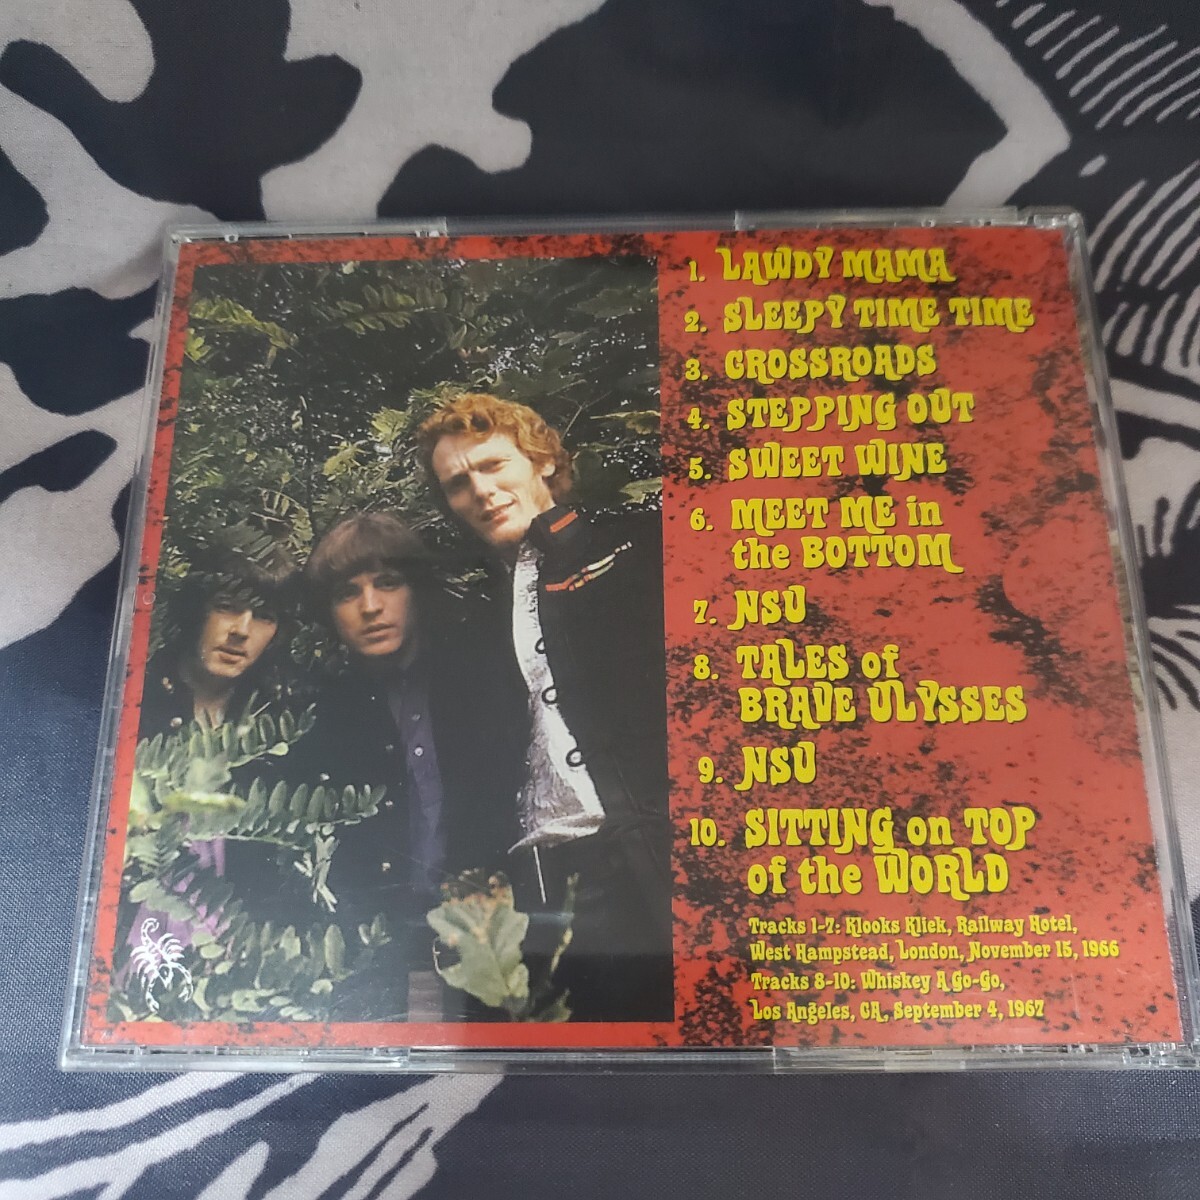 1. LAWDY MAMA
2. SLEEPY TIME TIME
3. CROSSROADS
4. STEPPING OUT
5. SWEET WINE
6. MEET ME in
the BOTTOM
7. NSU
8. TALES of
BRAVE ULYSSES
9. NSU
10. SITTING on TOP
of the WORLD
Tracks 1-7: Klooks Kliek, Railway Hotel,
West Hampstead, London, November 15, 1966
Tracks 8-10: Whiskey A Go-Go,
Los Angeles, CA, September 4, 1967